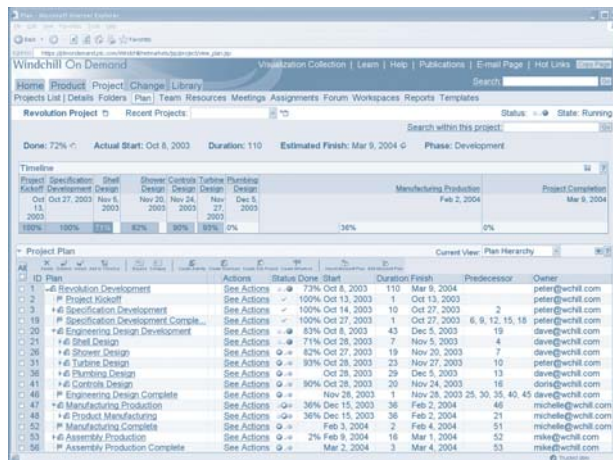 Plan - Microsoft Internet Explorer
Back
Favorites
Windchill On Demand
Visualization Collection | Learn | Help | Publications | E-mail Page | Hot Links Copy Page
Home Product Project Change Library
Search:
Projects List | Details Folders Plan Team Resources Meetings Assignments Forum Workspaces Reports Templates
Revolution Project Recent Projects: Status: State: Running
Search within this project:
Done: 72% Actual Start: Oct 8, 2003 Duration: 110 Estimated Finish: Mar 9, 2004 Phase: Development
Timeline
Project Specification Shell Shower Controls Turbine Plumbing
Kickoff Development Design Design Design Design Design Manufacturing Production Project Completion
Oct Oct 27, 2003 Nov 5, Nov 20, Nov 24, Nov Dec 5, Feb 2, 2004 Mar 9, 2004
13, 2003 2003 2003 27, 2003
2003 2003
100% 100% 71% 82% 90% 93% 0% 36% 0%
Project Plan Current View: Plan Hierarchy
All
ID Plan Actions Status Done Start Duration Finish Predecessor Owner
1 Revolution Development See Actions 73% Oct 8, 2003 110 Mar 9, 2004 peter@wchill.com
2 Project Kickoff See Actions 100% Oct 13, 2003 1 Oct 13, 2003 peter@wchill.com
3 Specification Development See Actions 100% Oct 14, 2003 10 Oct 27, 2003 2 peter@wchill.com
19 Specification Development Comple... See Actions 100% Oct 27, 2003 1 Oct 27, 2003 6, 9, 12, 15, 18 peter@wchill.com
20 Engineering Design Development See Actions 83% Oct 8, 2003 43 Dec 5, 2003 19 dave@wchill.com
21 Shell Design See Actions 71% Oct 28, 2003 7 Nov 5, 2003 4 dave@wchill.com
26 Shower Design See Actions 82% Oct 27, 2003 19 Nov 20, 2003 7 dave@wchill.com
31 Turbine Design See Actions 93% Oct 28, 2003 23 Nov 27, 2003 10 dave@wchill.com
36 Plumbing Design See Actions Oct 28, 2003 29 Dec 5, 2003 13 dave@wchill.com
41 Controls Design See Actions 90% Oct 28, 2003 20 Nov 24, 2003 16 doris@wchill.com
46 Engineering Design Complete See Actions Nov 28, 2003 1 Nov 28, 2003 25, 30, 35, 40, 45 dave@wchill.com
47 Manufacturing Production See Actions 36% Dec 15, 2003 36 Feb 2, 2004 46 michelle@wchill.com
48 Product Manufacturing See Actions 36% Dec 15, 2003 36 Feb 2, 2004 21 michelle@wchill.com
52 Manufacturing Complete See Actions Feb 3, 2004 2 Feb 4, 2004 51 michelle@wchill.com
53 Assembly Production See Actions 2% Feb 9, 2004 16 Mar 1, 2004 52 mike@wchill.com
56 Assembly Production Complete See Actions Mar 2, 2004 3 Mar 4, 2004 53 mike@wchill.com